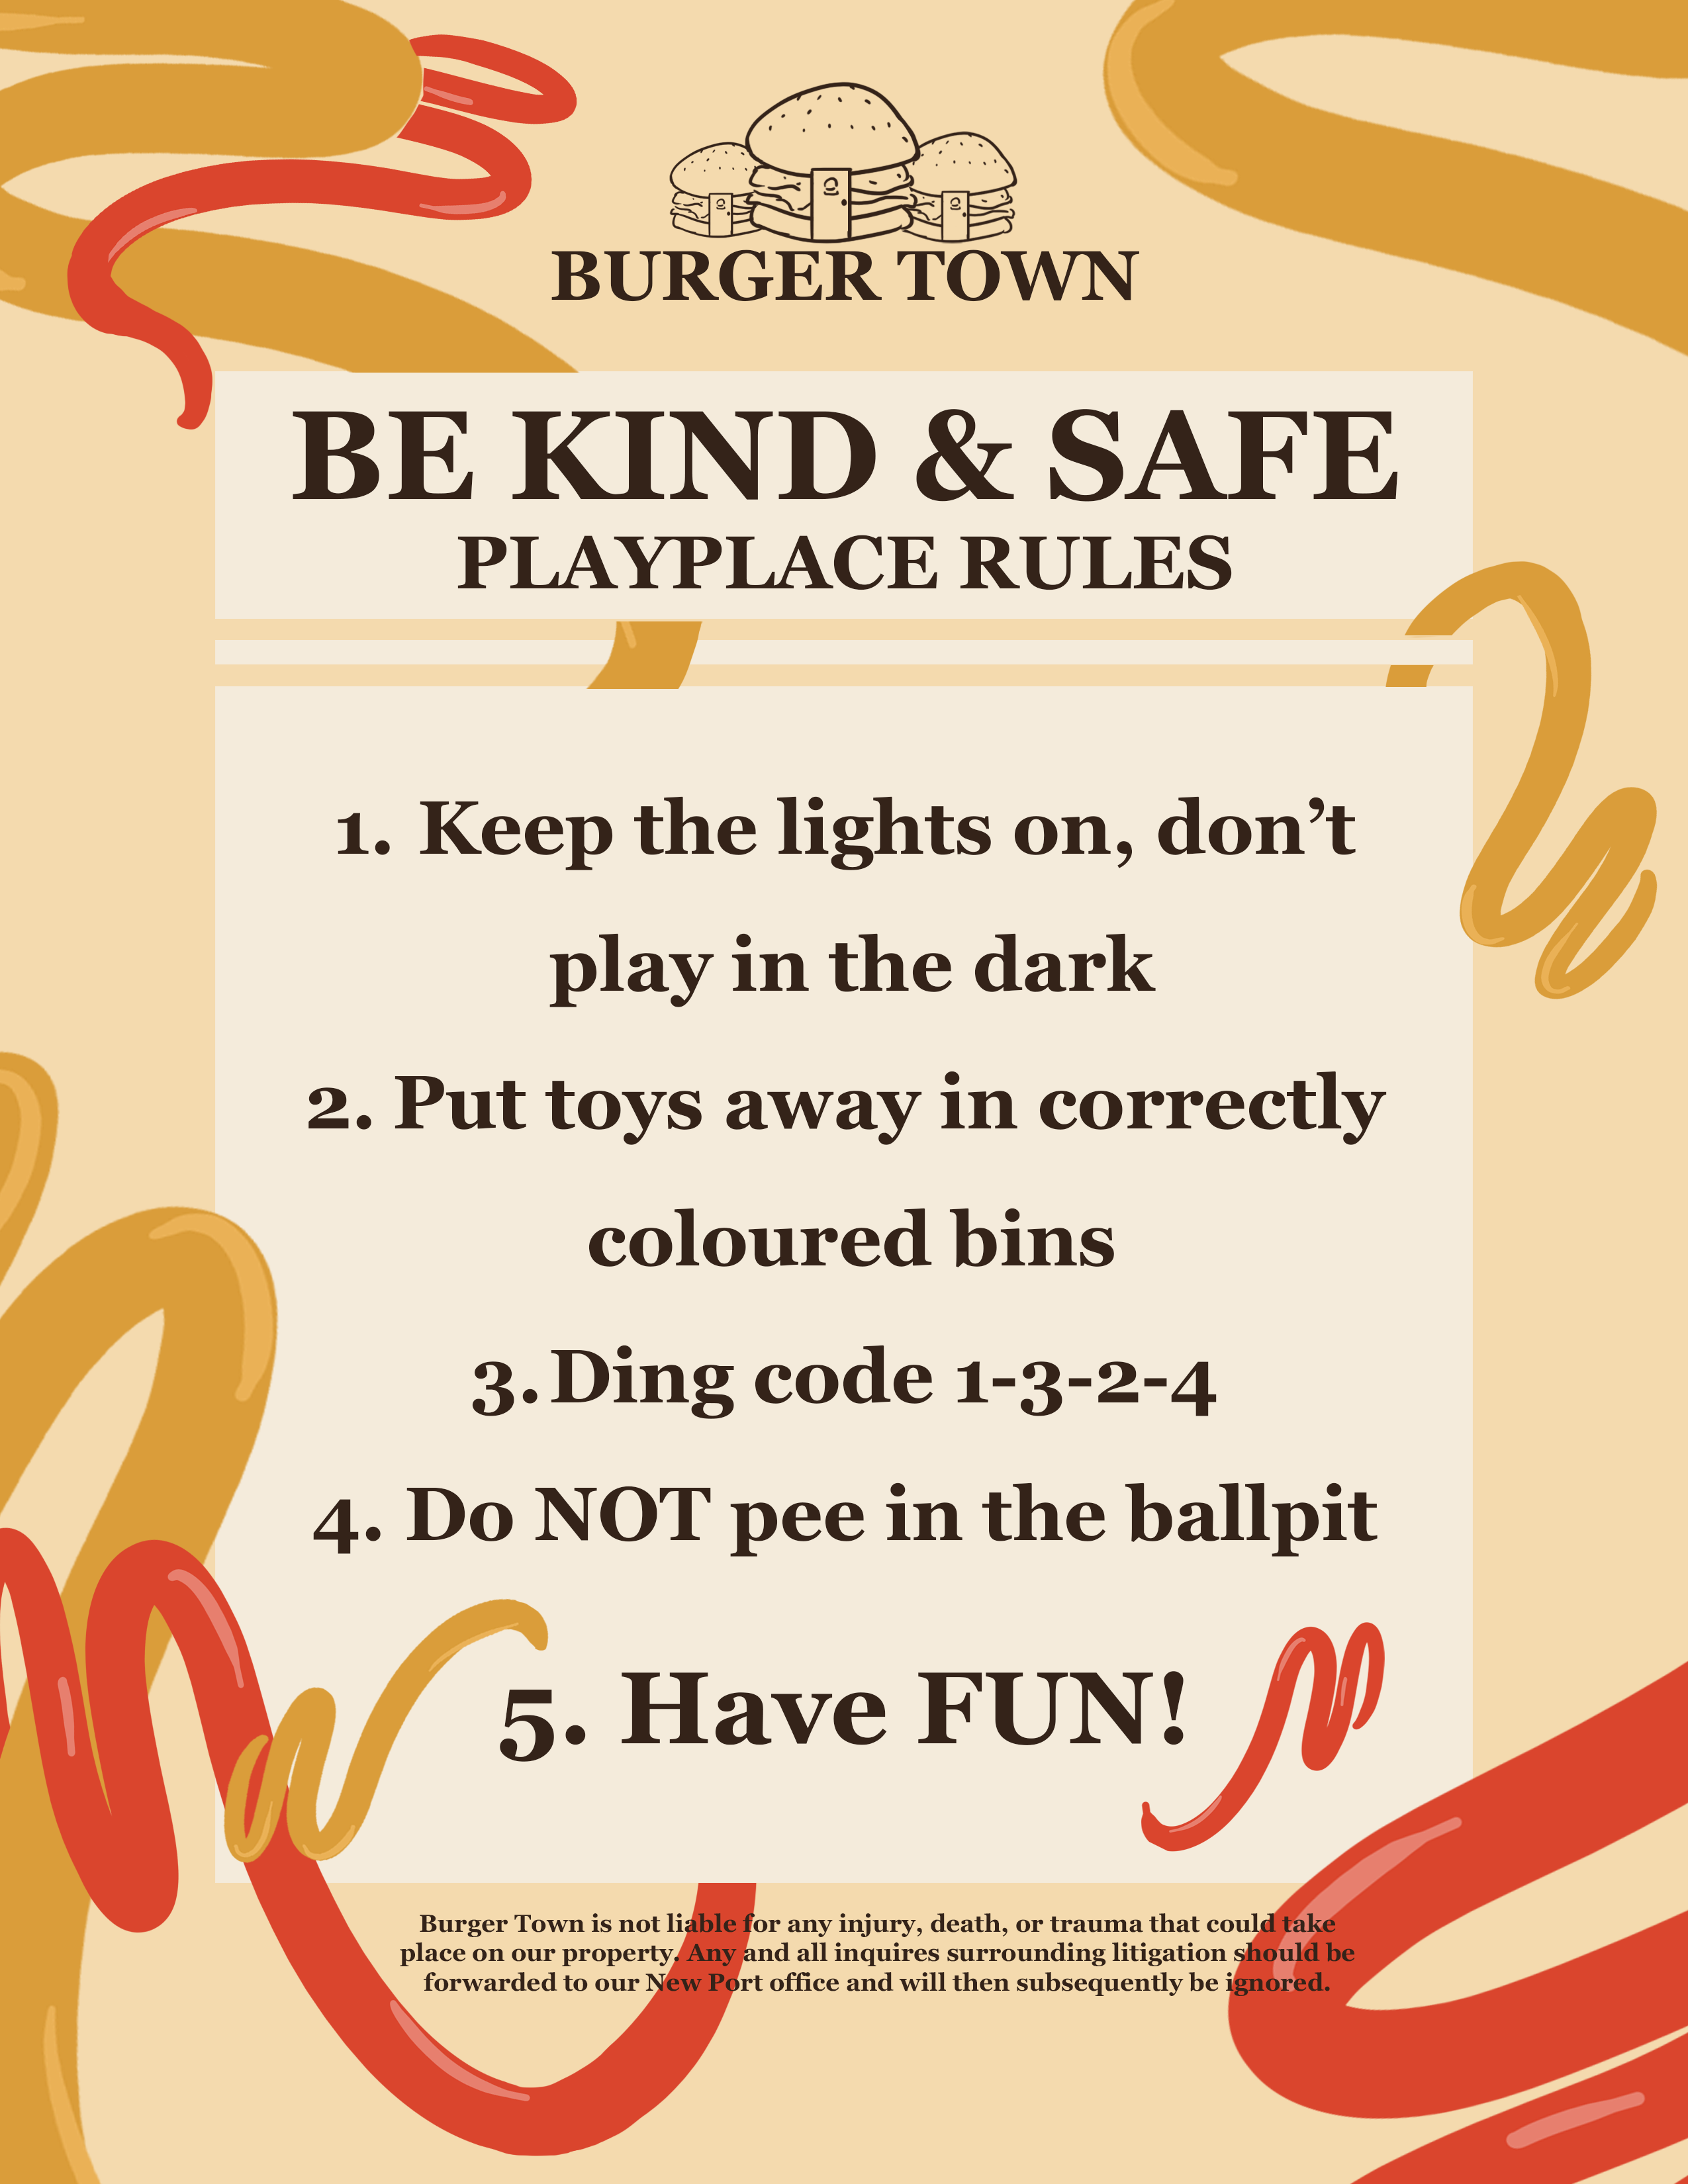 BURGER TOWN
BE KIND & SAFE
PLAYPLACE RULES
1. Keep the lights on, don’t
play in the dark
2. Put toys away in correctly
coloured bins
3. Ding code 1-3-2-4
4. Do NOT pee in the ballpit
5. Have FUN!
Burger Town is not liable for any injury, death, or trauma that could take
place on our property. Any and all inquires surrounding litigation should be
forwarded to our New Port office and will then subsequently be ignored.